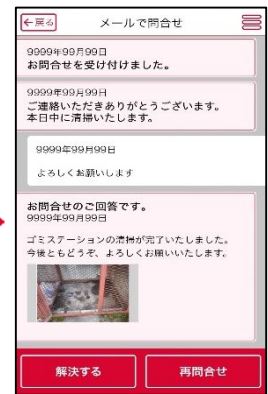 ←戻る
メールで問合せ
9999年99月99日
お問合せを受け付けました。
9999年99月99日
ご連絡いただきありがとうございます。
本日中に清掃いたします。
9999年99月99日
よろしくお願いします
お問合せのご回答です。
9999年99月99日
ゴミステーションの清掃が完了いたしました。
今後ともどうぞ、よろしくお願いいたします。
解決する
再問合せ